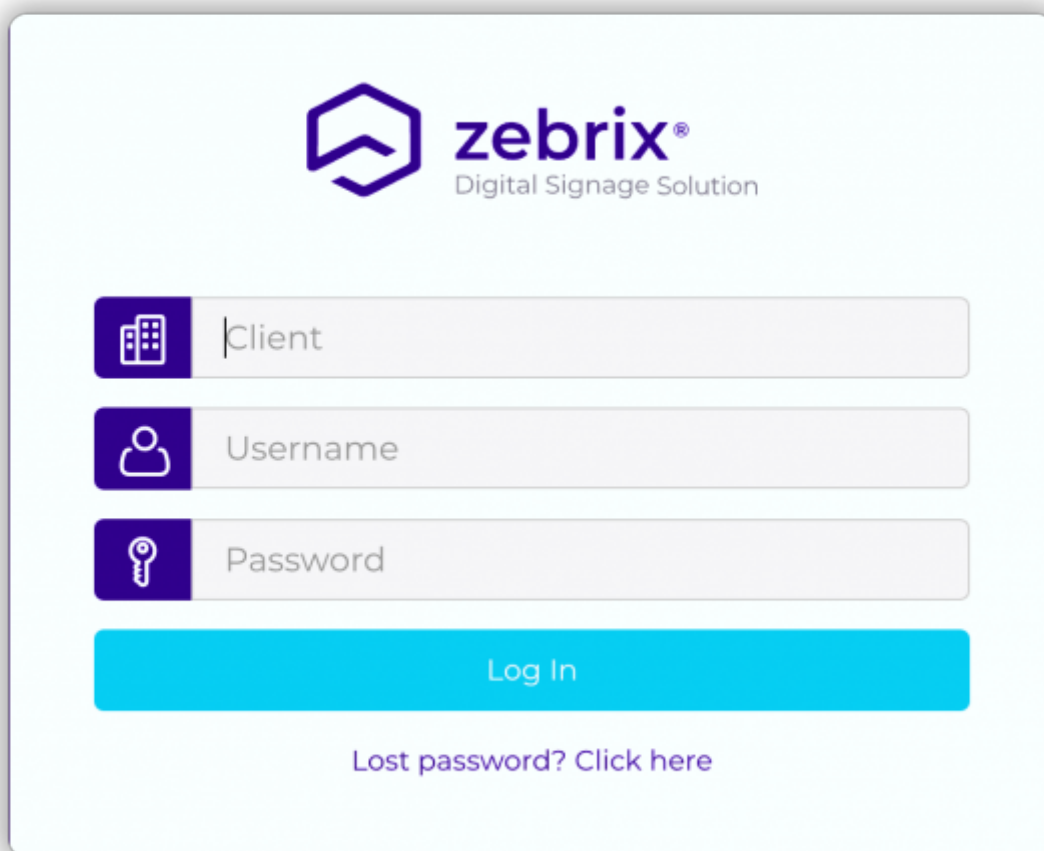 zebrix®
Digital Signage Solution
Client
Username
Password
Log In
Lost password? Click here